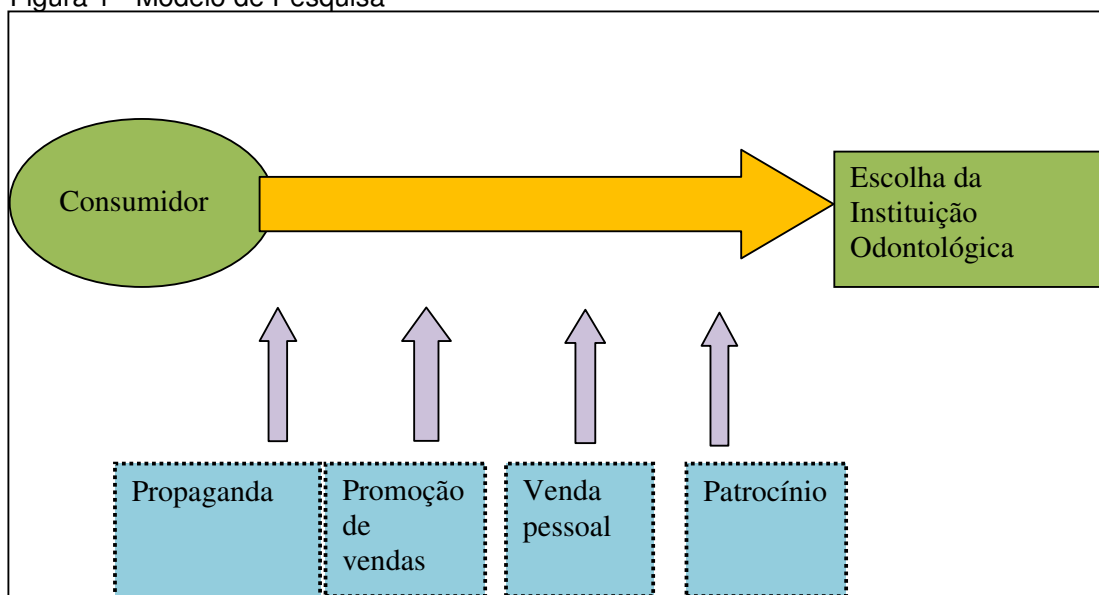 Figura 1 - Modelo de Pesquisa
Consumidor
Escolha da
Instituição
Odontológica
Propaganda
Promoção
de
vendas
Venda
pessoal
Patrocínio